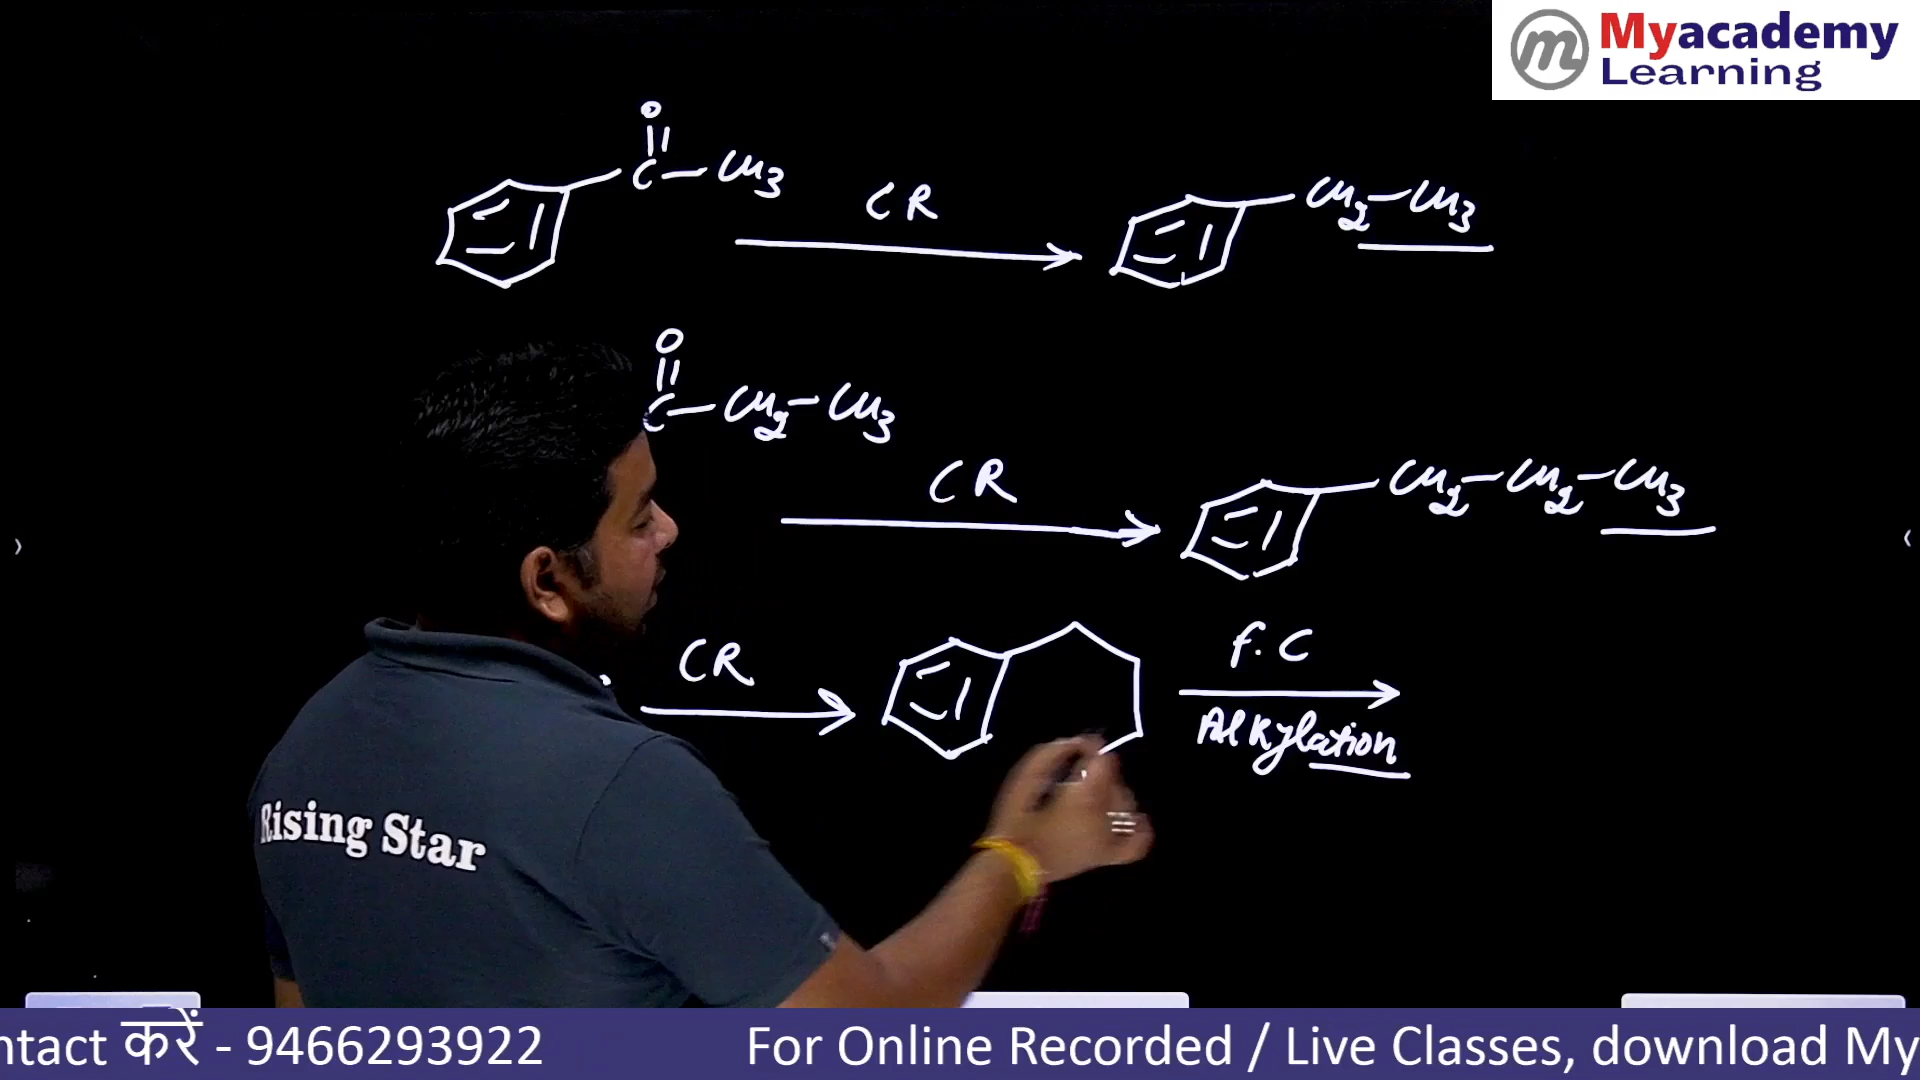 Myacademy
Learning
O
C-CH3
CR
CH2-CH3
O
C-CH2-CH3
CR
CH2-CH2-CH3
CR
f.C
Alkylation
Rising Star
ntact करें - 9466293922 For Online Recorded / Live Classes, download My